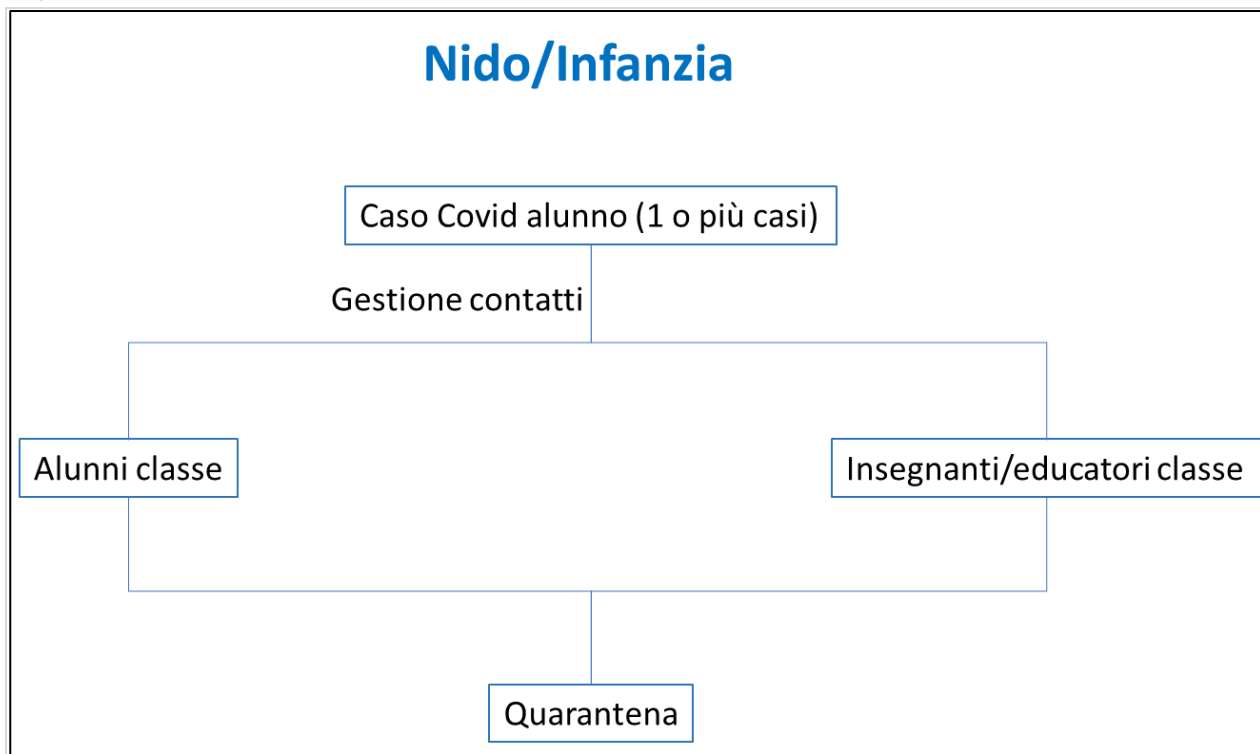 Nido/Infanzia
Caso Covid alunno (1 o più casi)
Gestione contatti
Alunni classe
Insegnanti/educatori classe
Quarantena